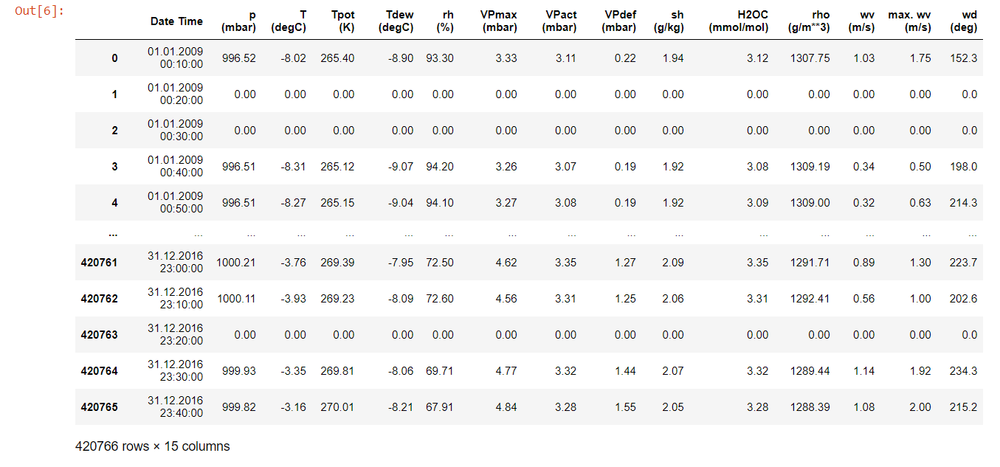 Out[6]:
Date Time p (mbar) T (degC) Tpot (K) Tdew (degC) rh (%) VPmax (mbar) VPact (mbar) VPdef (mbar) sh (g/kg) H2OC (mmol/mol) rho (g/m**3) wv (m/s) max. wv (m/s) wd (deg)
0 01.01.2009 00:10:00 996.52 -8.02 265.40 -8.90 93.30 3.33 3.11 0.22 1.94 3.12 1307.75 1.03 1.75 152.3
1 01.01.2009 00:20:00 0.00 0.00 0.00 0.00 0.00 0.00 0.00 0.00 0.00 0.00 0.00 0.00 0.00 0.0
2 01.01.2009 00:30:00 0.00 0.00 0.00 0.00 0.00 0.00 0.00 0.00 0.00 0.00 0.00 0.00 0.00 0.0
3 01.01.2009 00:40:00 996.51 -8.31 265.12 -9.07 94.20 3.26 3.07 0.19 1.92 3.08 1309.19 0.34 0.50 198.0
4 01.01.2009 00:50:00 996.51 -8.27 265.15 -9.04 94.10 3.27 3.08 0.19 1.92 3.09 1309.00 0.32 0.63 214.3
... ... ... ... ... ... ... ... ... ... ... ... ... ... ... ...
420761 31.12.2016 23:00:00 1000.21 -3.76 269.39 -7.95 72.50 4.62 3.35 1.27 2.09 3.35 1291.71 0.89 1.30 223.7
420762 31.12.2016 23:10:00 1000.11 -3.93 269.23 -8.09 72.60 4.56 3.31 1.25 2.06 3.31 1292.41 0.56 1.00 202.6
420763 31.12.2016 23:20:00 0.00 0.00 0.00 0.00 0.00 0.00 0.00 0.00 0.00 0.00 0.00 0.00 0.00 0.0
420764 31.12.2016 23:30:00 999.93 -3.35 269.81 -8.06 69.71 4.77 3.32 1.44 2.07 3.32 1289.44 1.14 1.92 234.3
420765 31.12.2016 23:40:00 999.82 -3.16 270.01 -8.21 67.91 4.84 3.28 1.55 2.05 3.28 1288.39 1.08 2.00 215.2
420766 rows × 15 columns